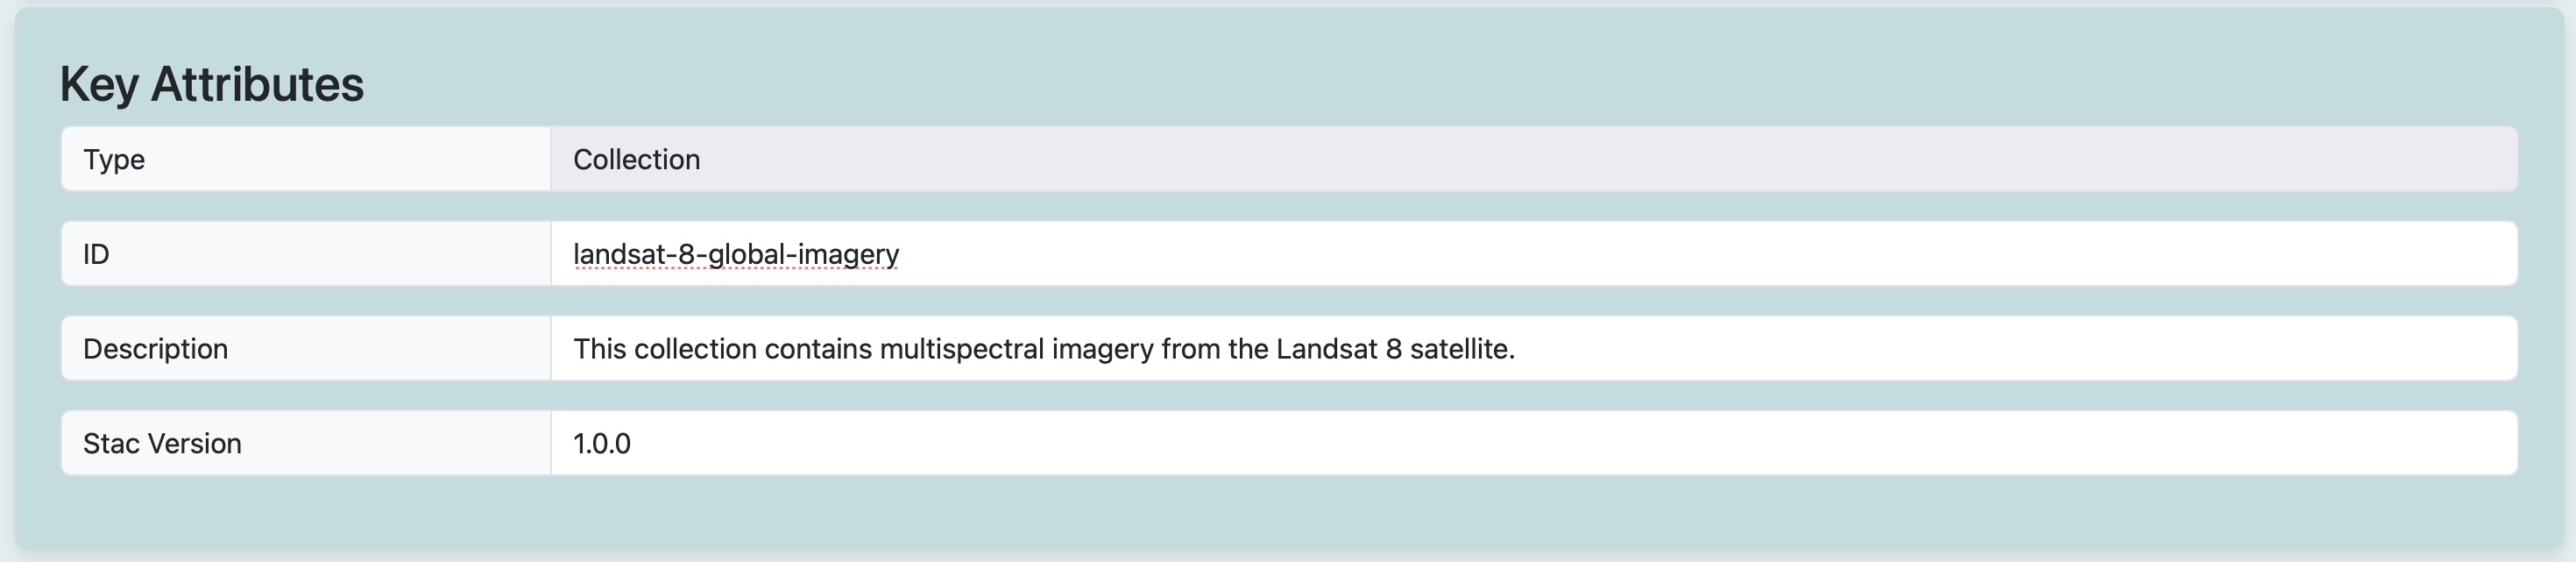 Key Attributes
Type Collection
ID landsat-8-global-imagery
Description This collection contains multispectral imagery from the Landsat 8 satellite.
Stac Version 1.0.0